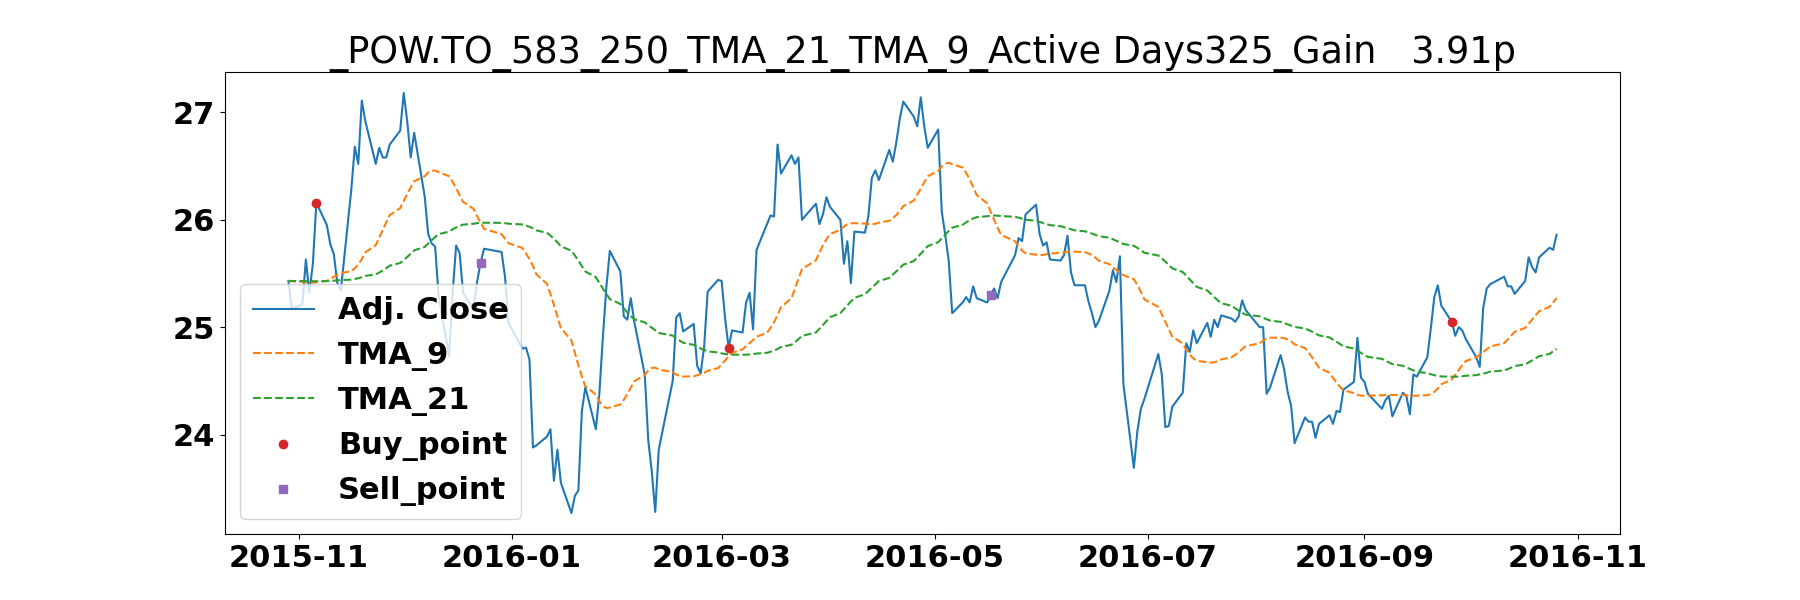 _POW.TO_583_250_TMA_21_TMA_9_Active Days325_Gain   3.91p
27
26
25
24
Adj. Close
TMA_9
TMA_21
Buy_point
Sell_point
2015-11 2016-01 2016-03 2016-05 2016-07 2016-09 2016-11